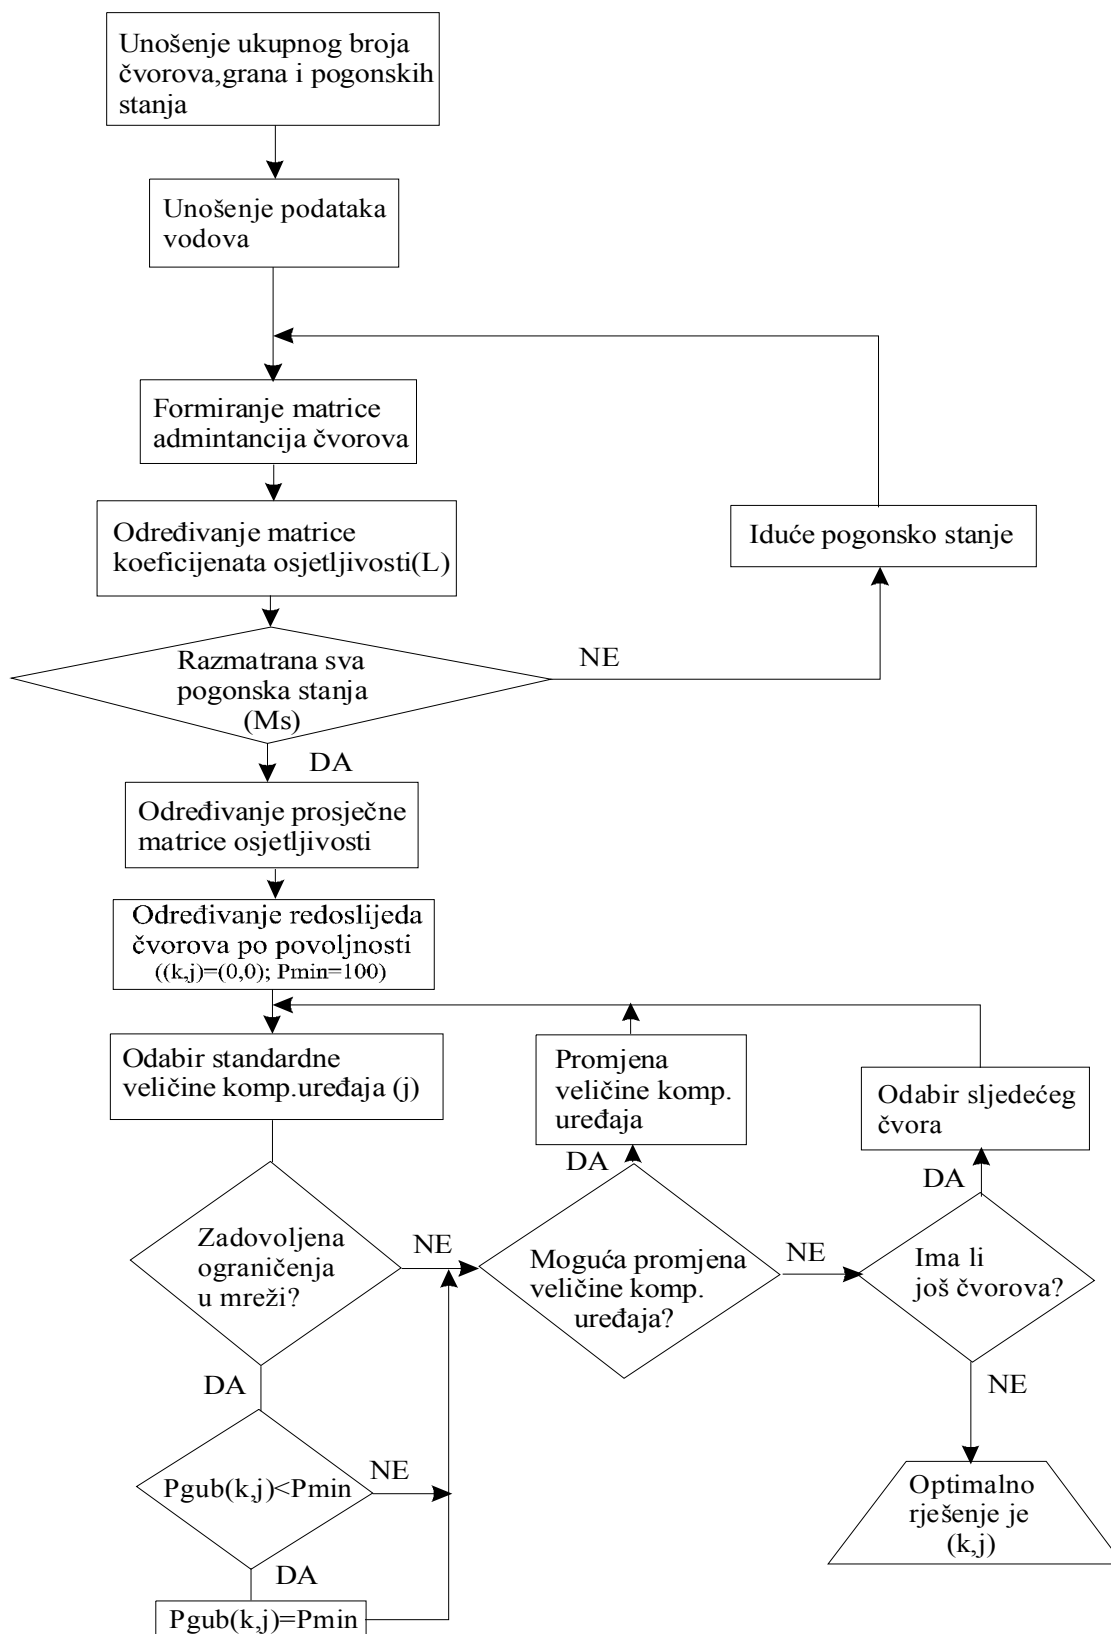 Unošenje ukupnog broja
čvorova,grana i pogonskih
stanja
Unošenje podataka
vodova
Formiranje matrice
admintancija čvorova
Određivanje matrice
koeficijenata osjetljivosti(L)
Iduće pogonsko stanje
Razmatrana sva
pogonska stanja
(Ms)
NE
DA
Određivanje prosječne
matrice osjetljivosti
Određivanje redoslijeda
čvorova po povoljnosti
((k,j)=(0,0); Pmin=100)
Odabir standardne
veličine komp.uređaja (j)
Promjena
veličine komp.
uređaja
Odabir sljedećeg
čvora
DA
DA
Zadovoljena
ograničenja
u mreži?
NE
Moguća promjena
veličine komp.
uređaja?
NE
Ima li
još čvorova?
DA
NE
Pgub(k,j)<Pmin
NE
Optimalno
rješenje je
(k,j)
DA
Pgub(k,j)=Pmin